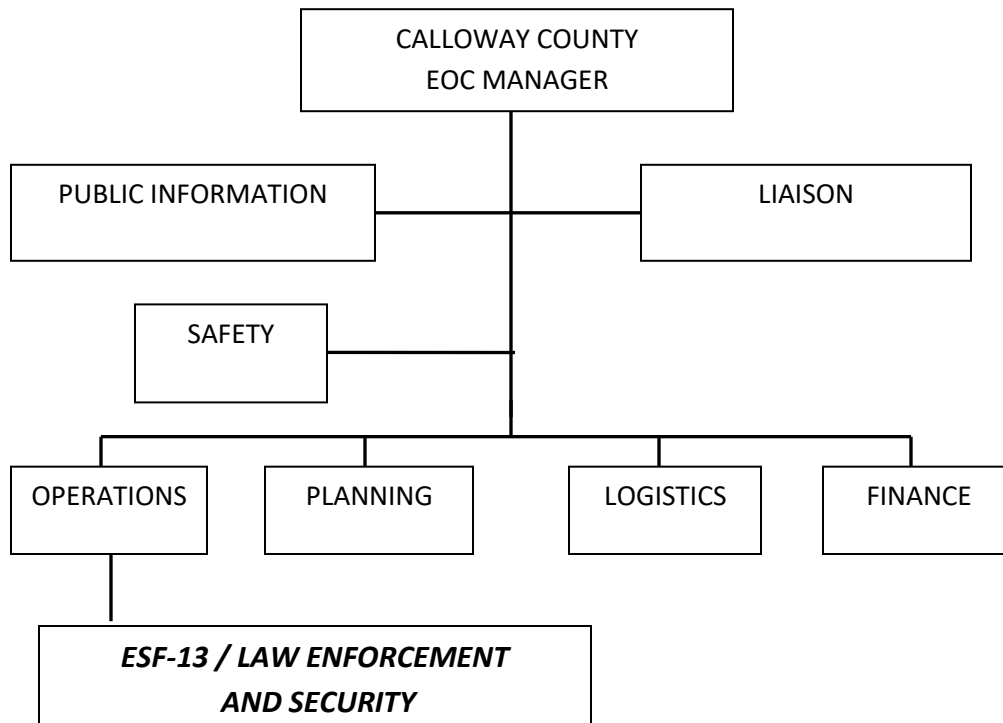 CALLOWAY COUNTY
EOC MANAGER
PUBLIC INFORMATION
LIAISON
SAFETY
OPERATIONS
PLANNING
LOGISTICS
FINANCE
ESF-13 / LAW ENFORCEMENT
AND SECURITY